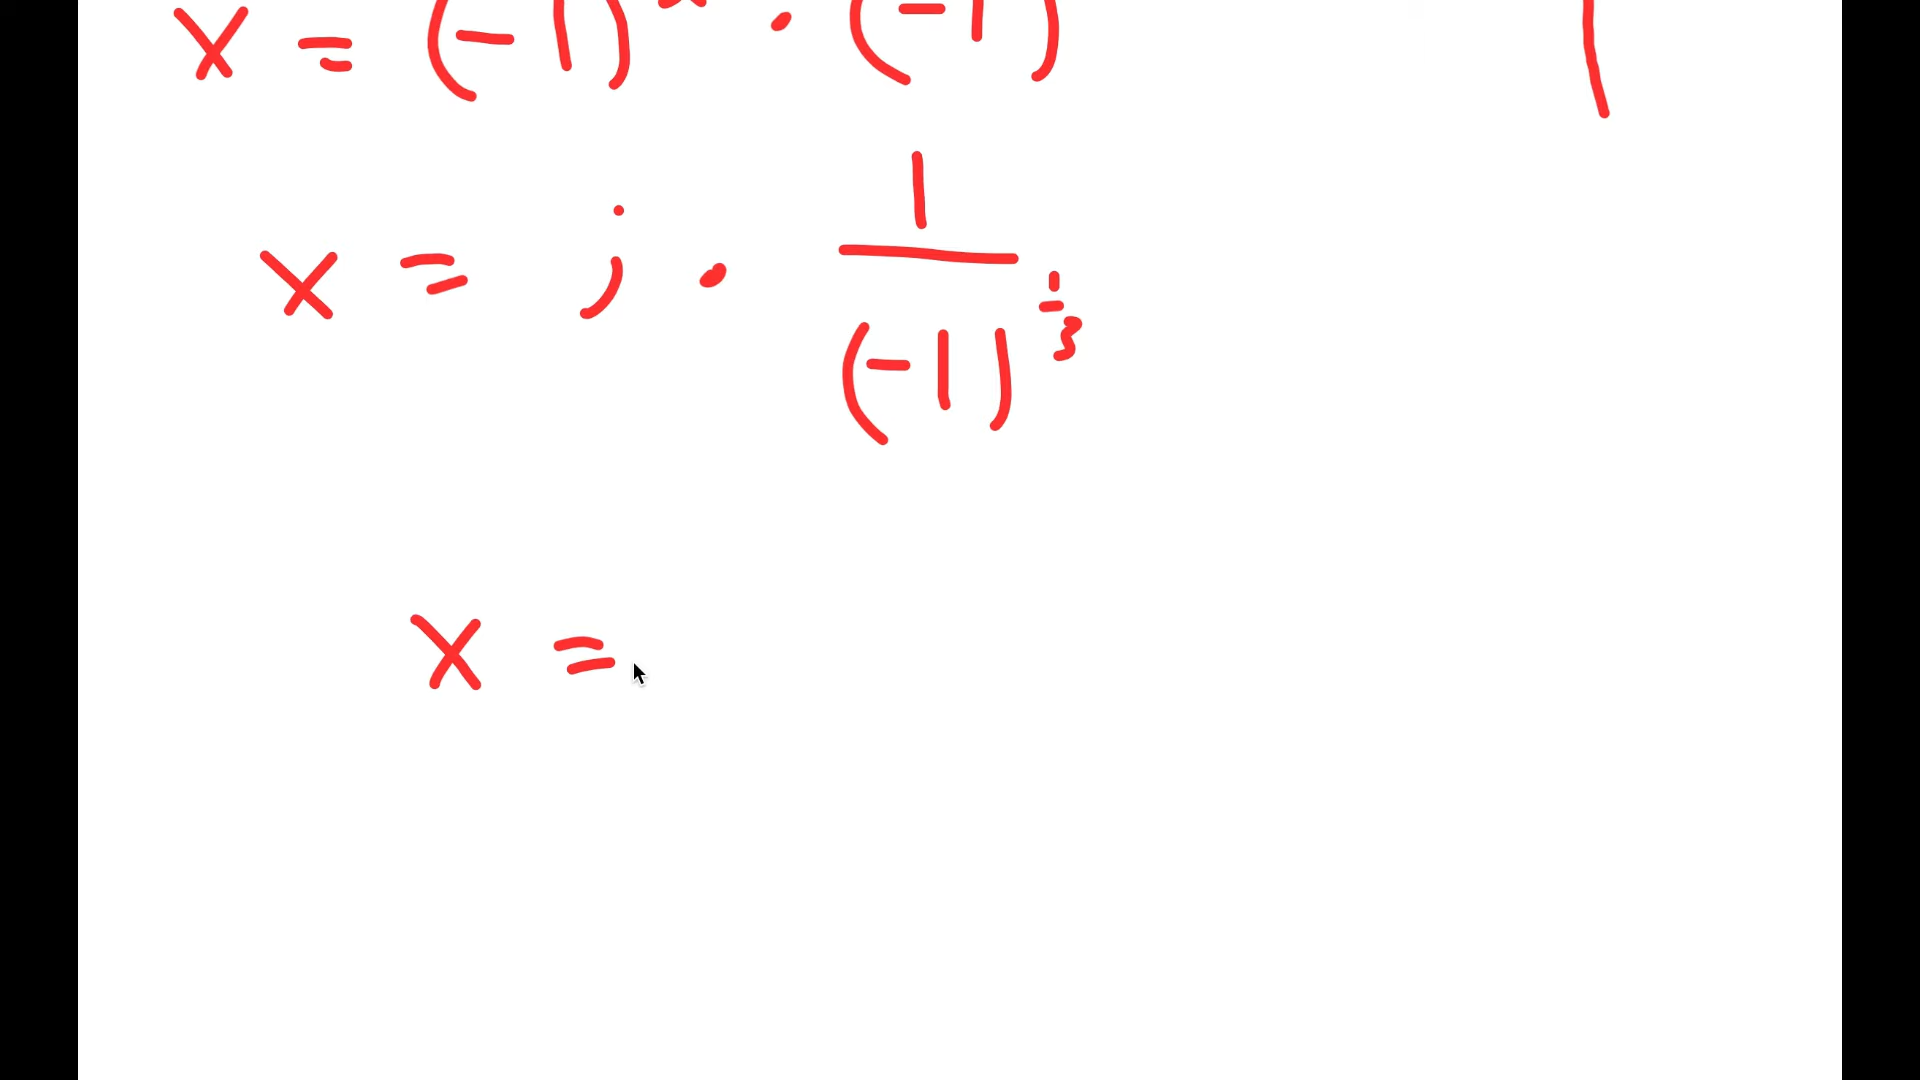 x = (-1) · (-1)
x = j · 1/(-1)^1/3
x =